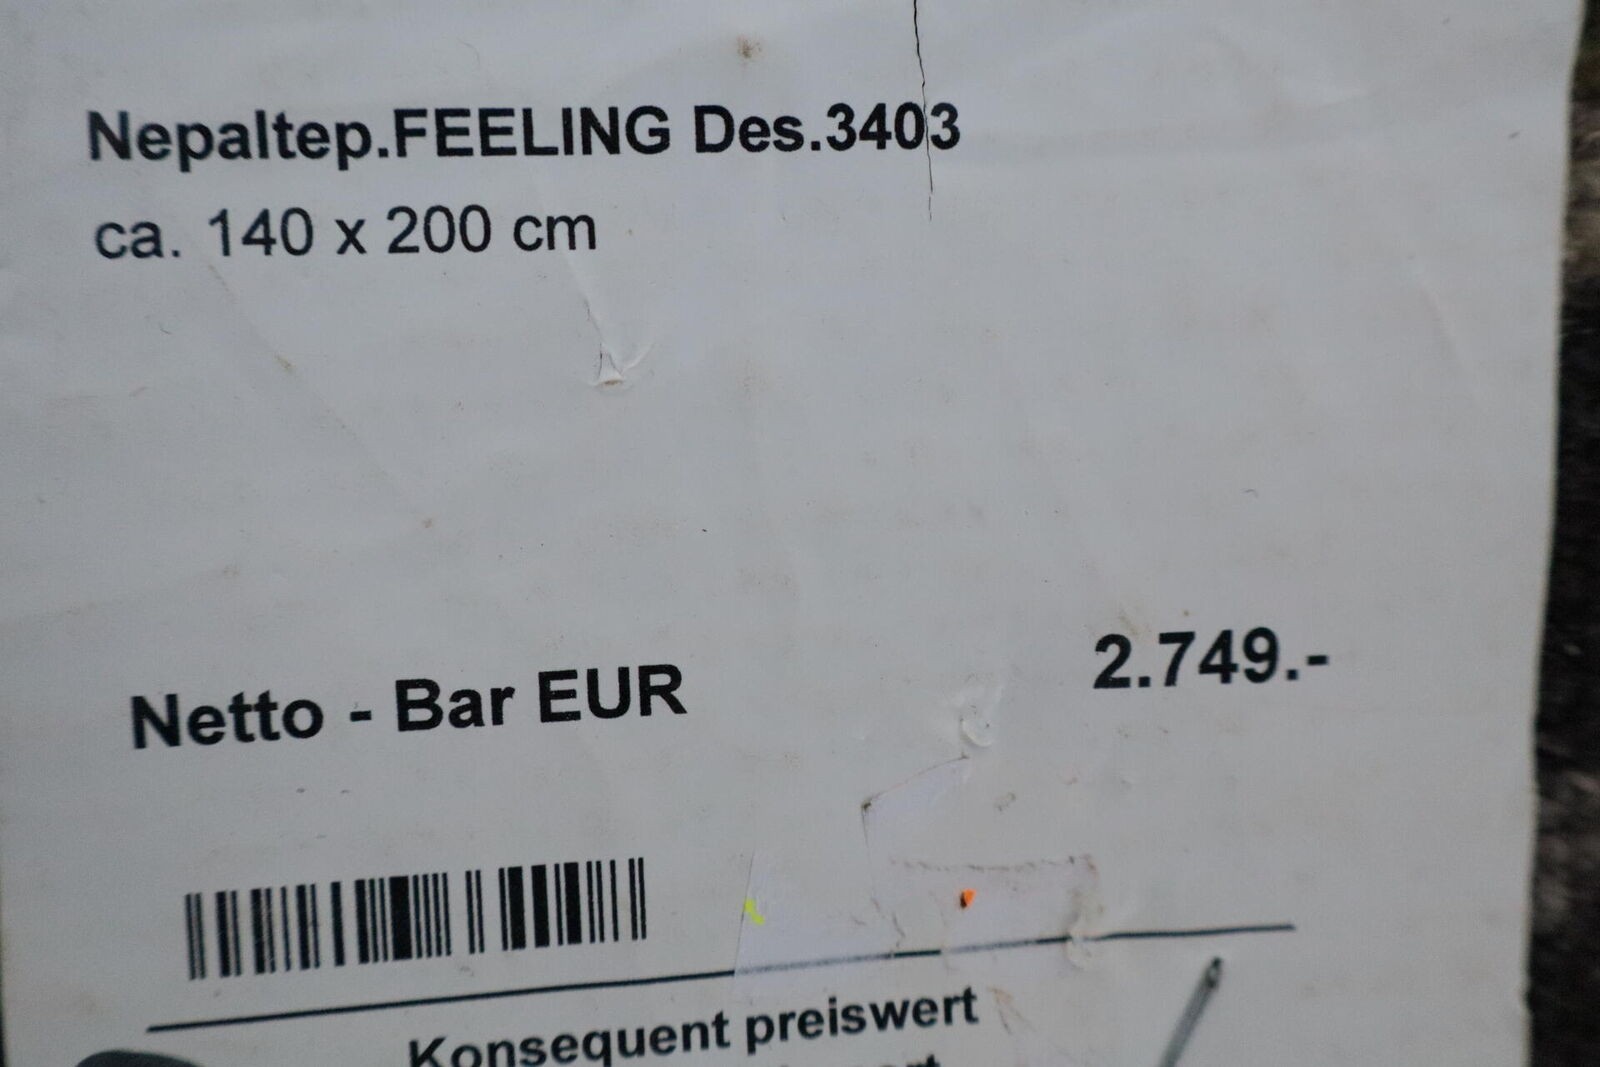 Nepaltep.FEELING Des.3403
ca. 140 x 200 cm
Netto - Bar EUR 2.749.-
Konsequent preiswert